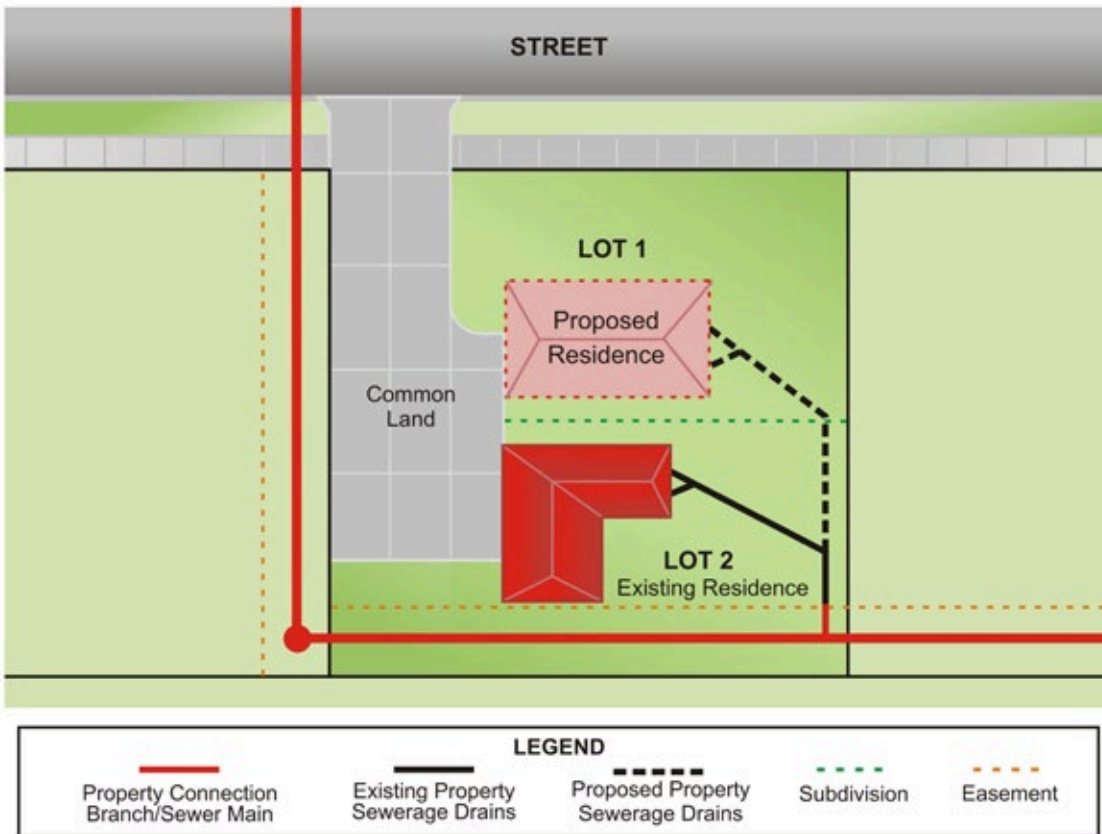 STREET
LOT 1
Proposed
Residence
Common
Land
LOT 2
Existing Residence
LEGEND
Property Connection
Branch/Sewer Main
Existing Property
Sewerage Drains
Proposed Property
Sewerage Drains
Subdivision
Easement